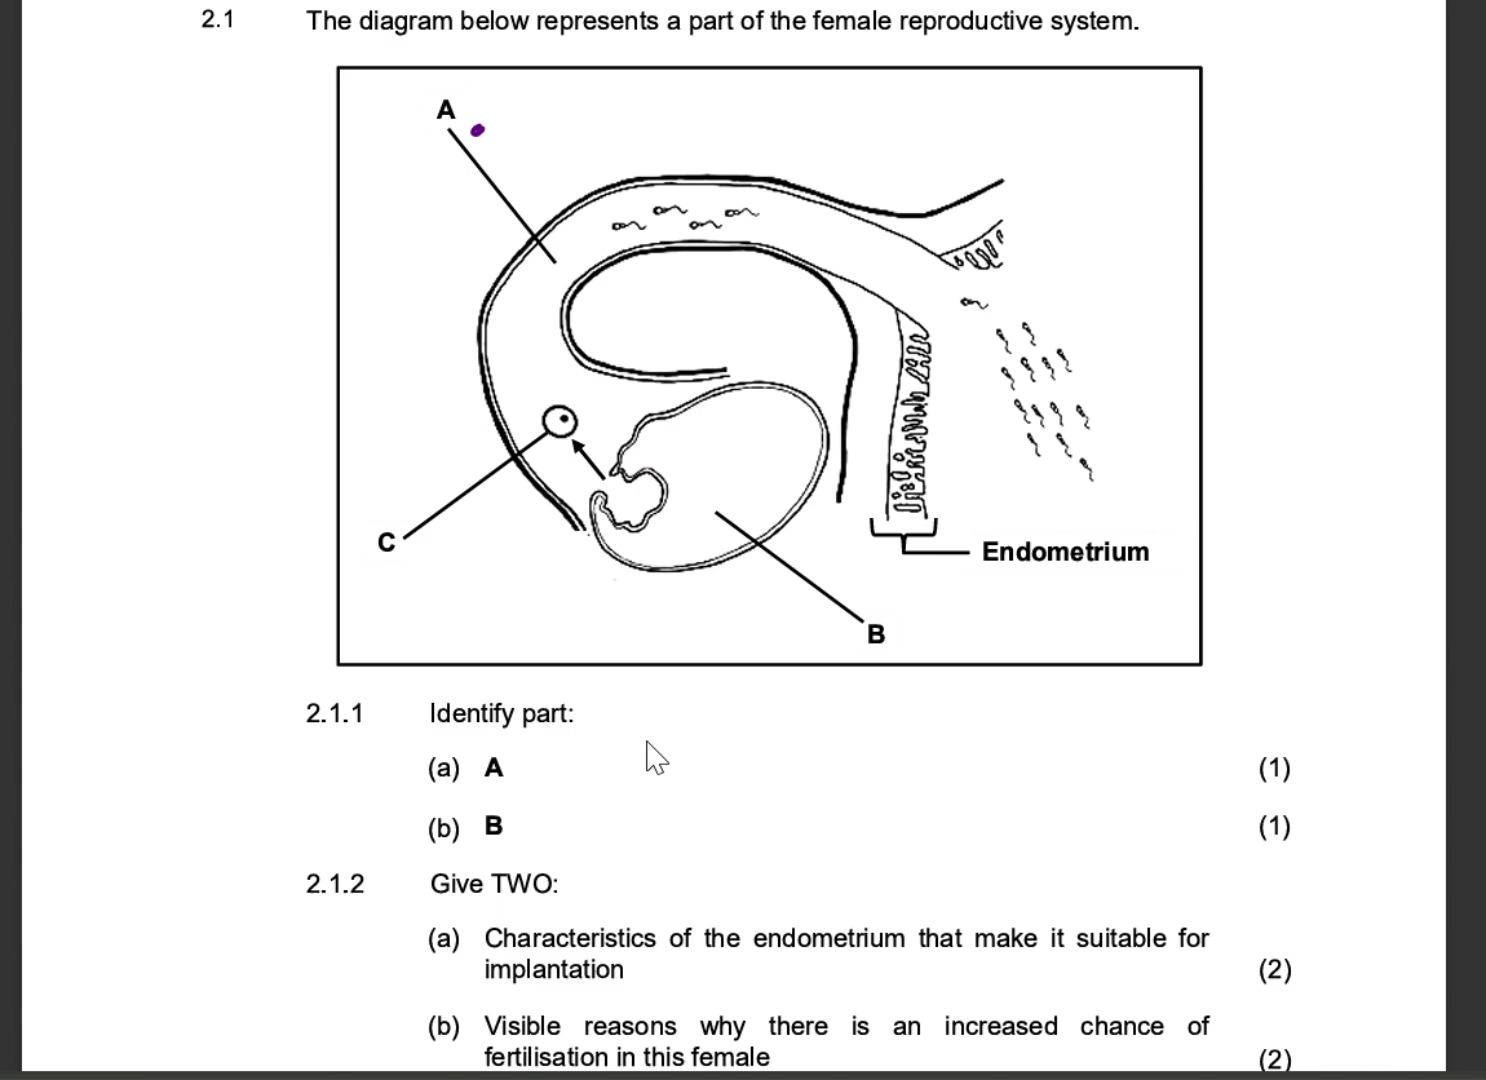 2.1 The diagram below represents a part of the female reproductive system.
A
C
Endometrium
B
2.1.1 Identify part:
(a) A (1)
(b) B (1)
2.1.2 Give TWO:
(a) Characteristics of the endometrium that make it suitable for
implantation (2)
(b) Visible reasons why there is an increased chance of
fertilisation in this female (2)